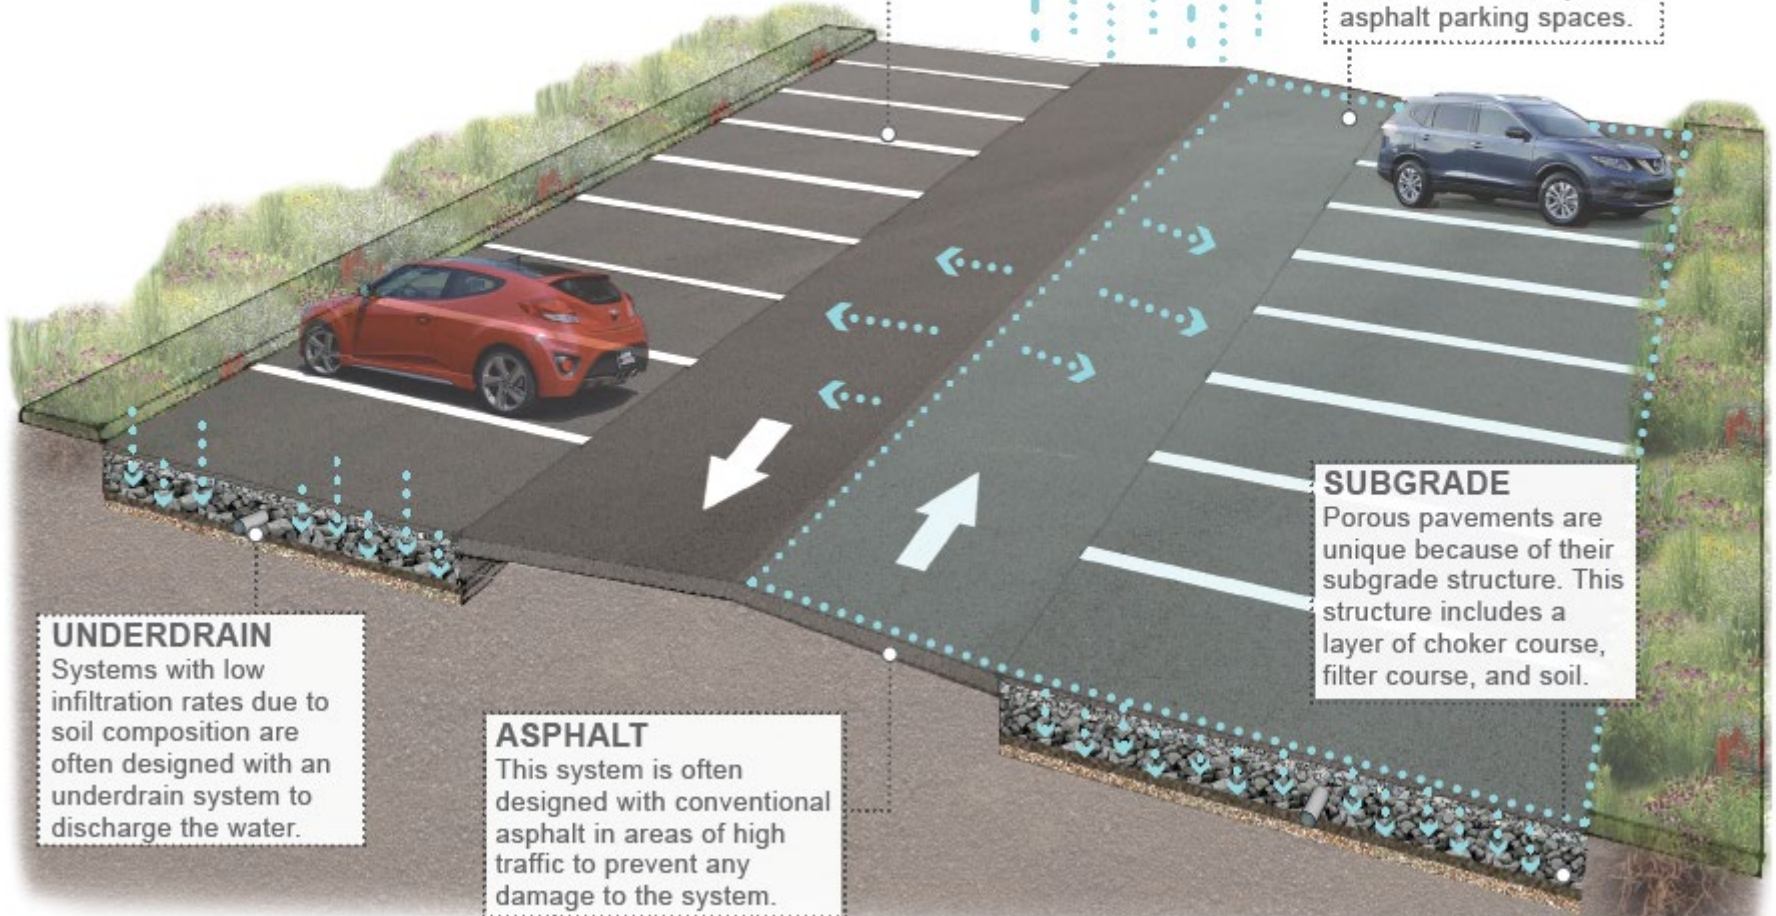 asphalt parking spaces.
SUBGRADE
Porous pavements are
unique because of their
subgrade structure. This
structure includes a
layer of choker course,
filter course, and soil.
UNDERDRAIN
Systems with low
infiltration rates due to
soil composition are
often designed with an
underdrain system to
discharge the water.
ASPHALT
This system is often
designed with conventional
asphalt in areas of high
traffic to prevent any
damage to the system.